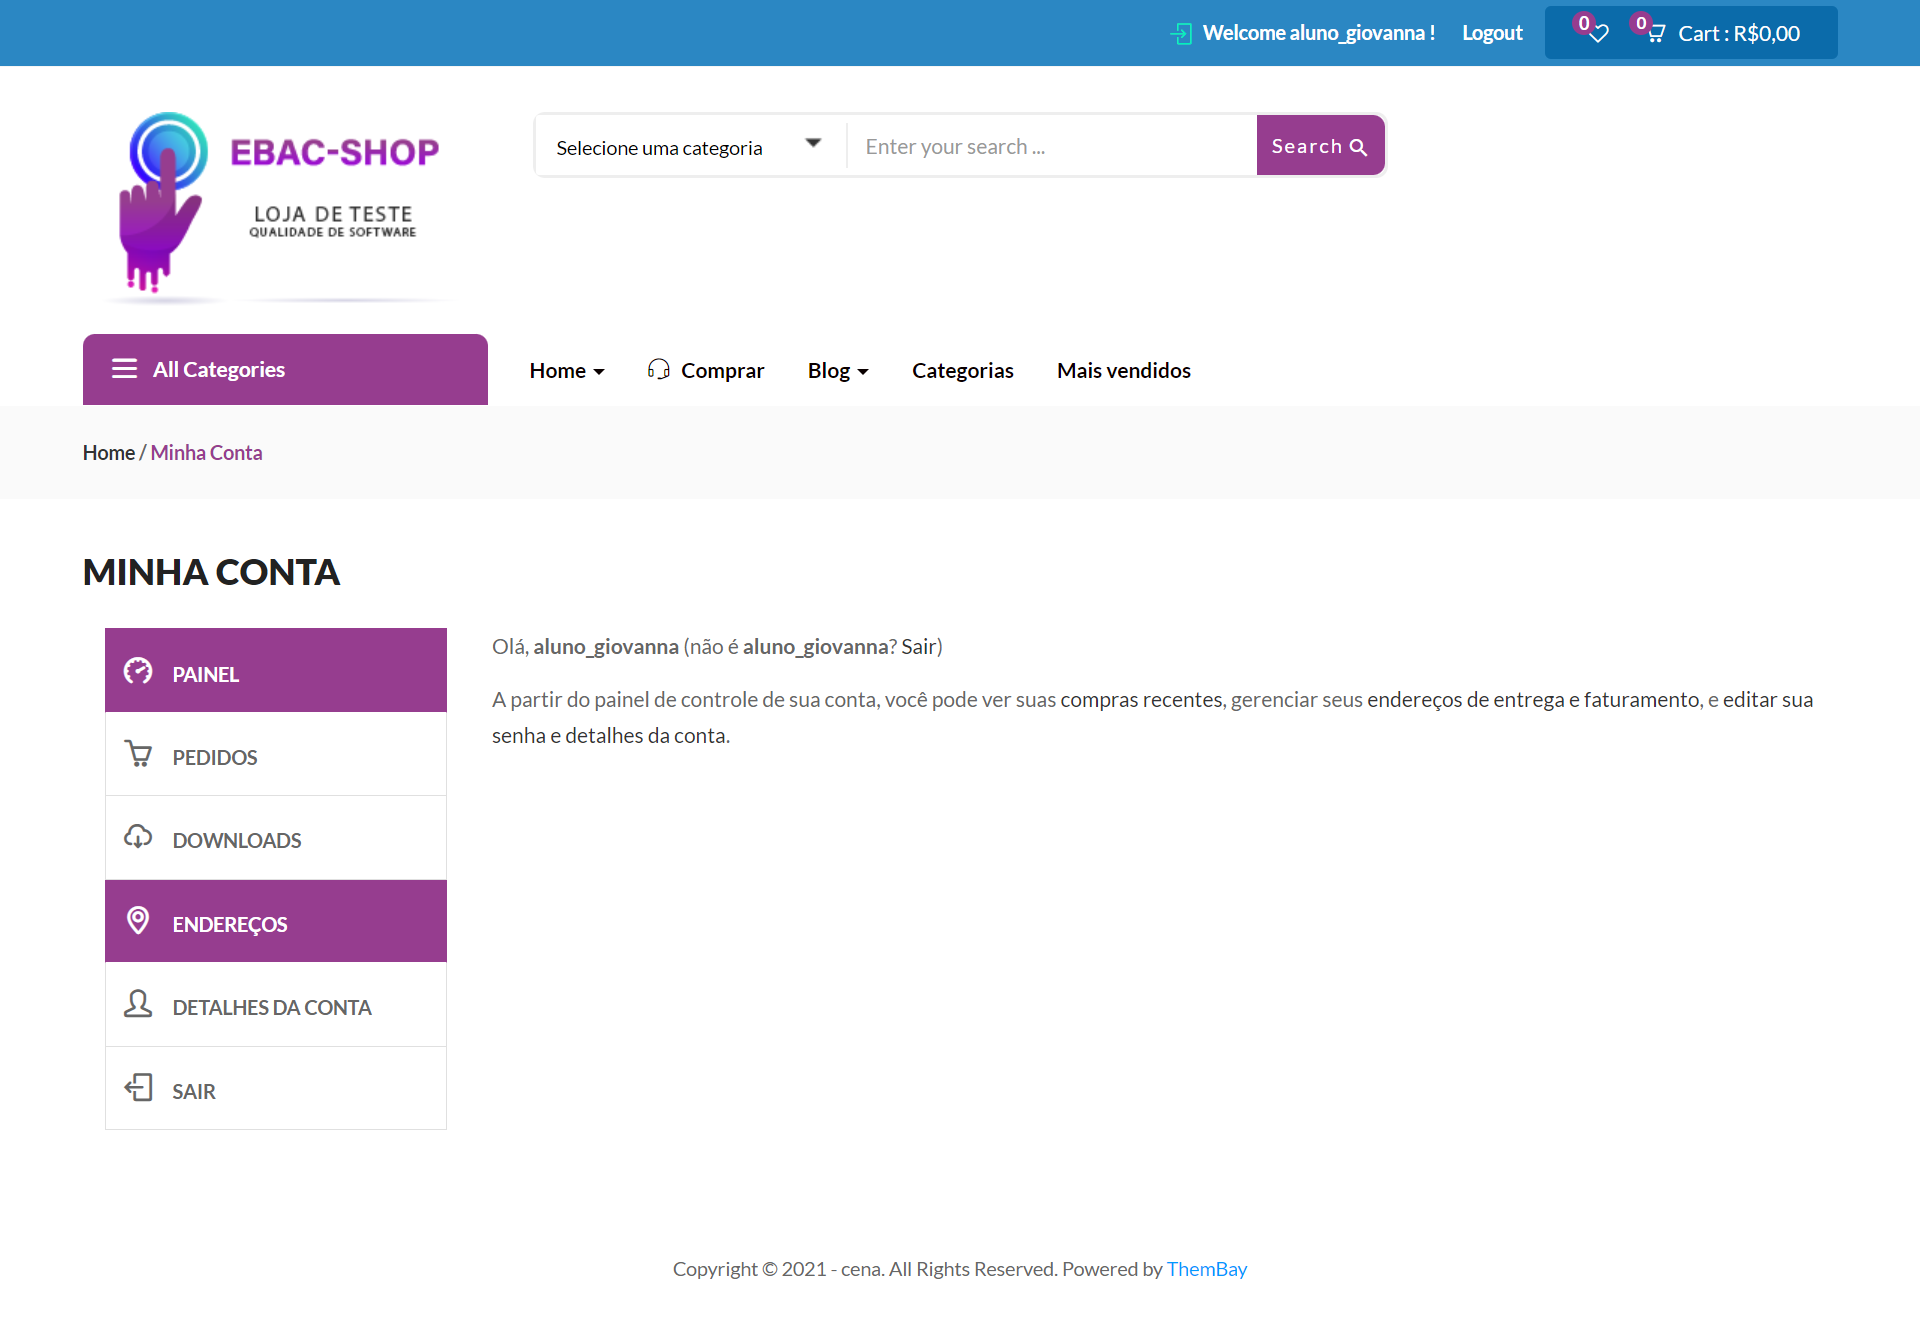 Welcome aluno_giovanna ! Logout 0 0 Cart : R$0,00
EBAC-SHOP
LOJA DE TESTE
QUALIDADE DE SOFTWARE
Selecione uma categoria Enter your search ... Search
All Categories Home Comprar Blog Categorias Mais vendidos
Home / Minha Conta
MINHA CONTA
PAINEL
PEDIDOS
DOWNLOADS
ENDEREÇOS
DETALHES DA CONTA
SAIR
Olá, aluno_giovanna (não é aluno_giovanna? Sair)
A partir do painel de controle de sua conta, você pode ver suas compras recentes, gerenciar seus endereços de entrega e faturamento, e editar sua
senha e detalhes da conta.
Copyright © 2021 - cena. All Rights Reserved. Powered by ThemBay